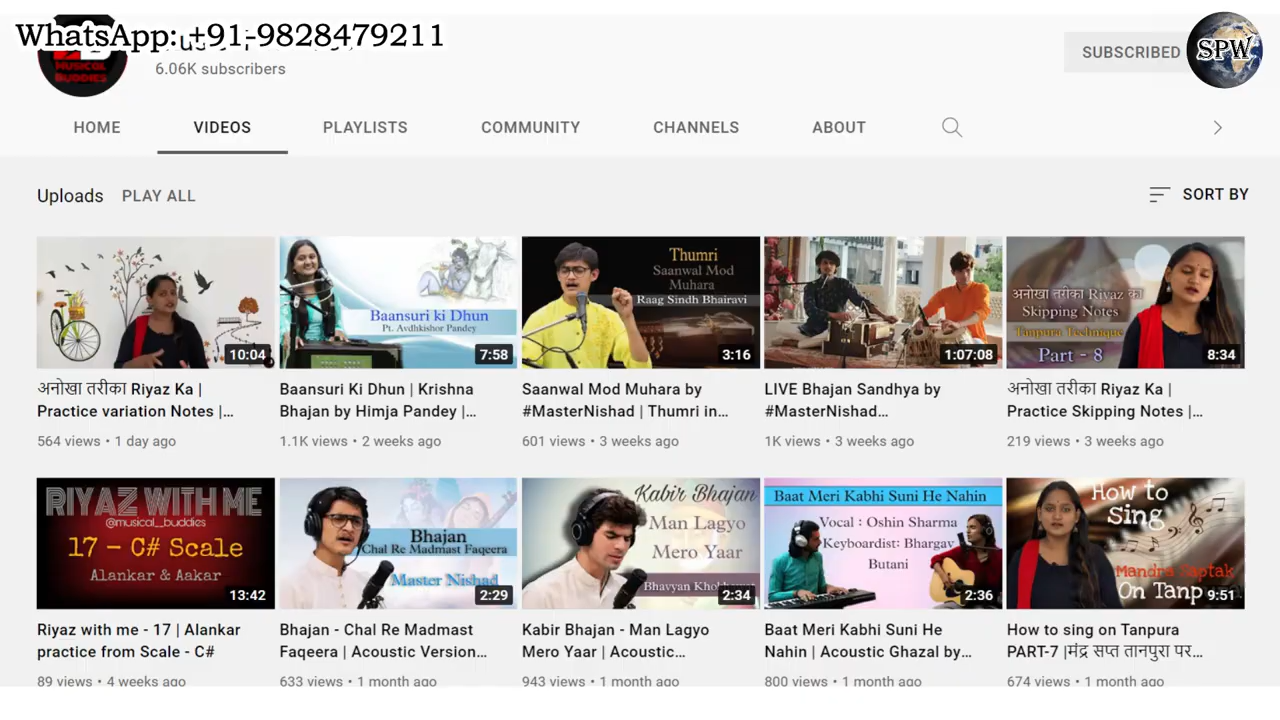 WhatsApp: +91-9828479211
MUSICAL
BUDDIES
6.06K subscribers
SUBSCRIBED
SPW
HOME VIDEOS PLAYLISTS COMMUNITY CHANNELS ABOUT
Uploads PLAY ALL
SORT BY
10:04
Baansuri ki Dhun
Pt. Avdhkishor Pandey
7:58
Thumri
Saanwal Mod
Muhara
Raag Sindh Bhairavi
3:16
1:07:08
अनोखा तरीका Rivaz का
Skipping Notes
Tanpura Technique
Part - 8
8:34
अनोखा तरीका Riyaz Ka |
Practice variation Notes |...
564 views • 1 day ago
Baansuri Ki Dhun | Krishna
Bhajan by Himja Pandey |...
1.1K views • 2 weeks ago
Saanwal Mod Muhara by
#MasterNishad | Thumri in...
601 views • 3 weeks ago
LIVE Bhajan Sandhya by
#MasterNishad...
1K views • 3 weeks ago
अनोखा तरीका Riyaz Ka |
Practice Skipping Notes |...
219 views • 3 weeks ago
RIYAZ WITH ME
@musical_buddies
17 - C# Scale
Alankar & Aakar
13:42
Bhajan
Chal Re Madmast Faqeera
Master Nishad
2:29
Kabir Bhajan
Man Lagyo
Mero Yaar
Bhavyan
2:34
Baat Meri Kabhi Suni He Nahin
Vocal : Oshin Sharma
Keyboardist: Bhargav
Butani
2:36
How to
sing
Mandra Saptak
On Tanp
9:51
Riyaz with me - 17 | Alankar
practice from Scale - C#
89 views • 4 weeks ago
Bhajan - Chal Re Madmast
Faqeera | Acoustic Version...
633 views • 1 month ago
Kabir Bhajan - Man Lagyo
Mero Yaar | Acoustic...
943 views • 1 month ago
Baat Meri Kabhi Suni He
Nahin | Acoustic Ghazal by...
800 views • 1 month ago
How to sing on Tanpura
PART-7 |मंद्र सप्त तानपुरा पर...
674 views • 1 month ago